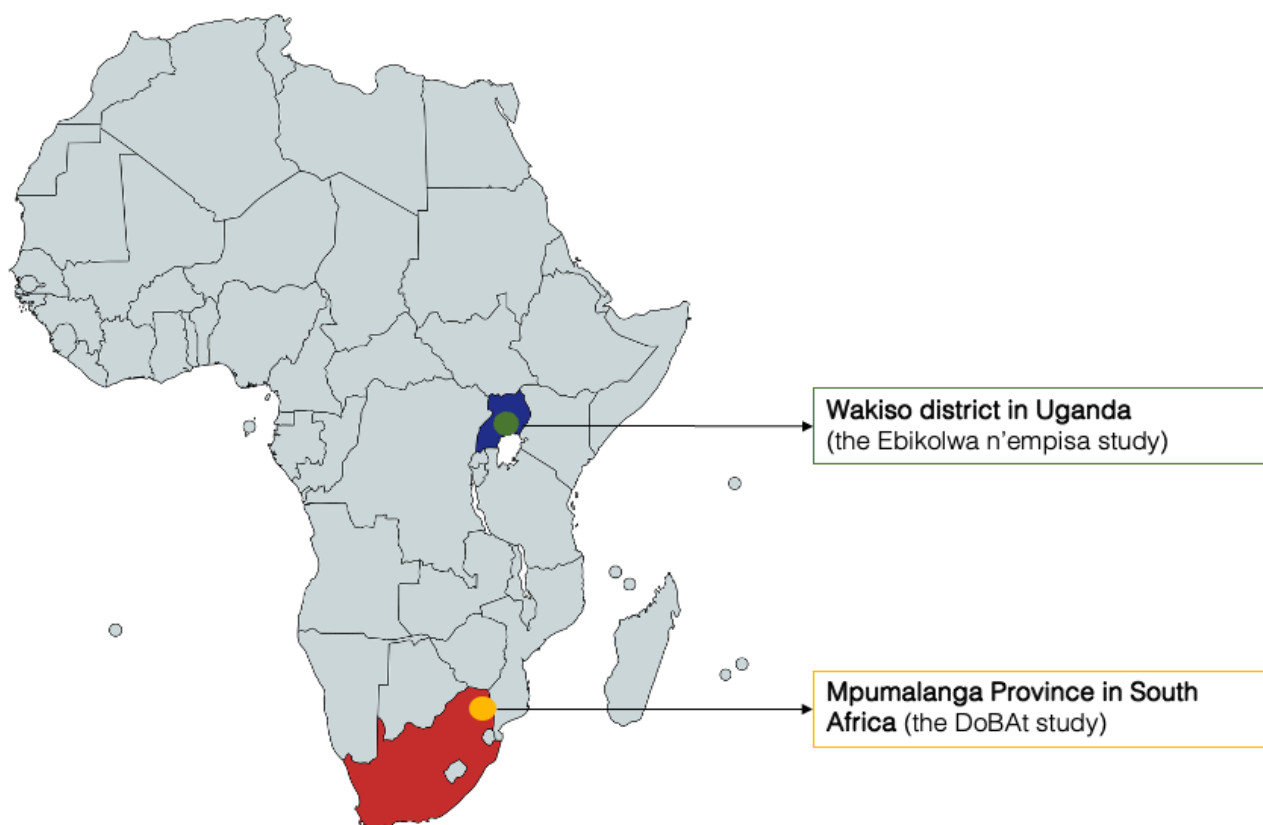 Wakiso district in Uganda
(the Ebikolwa n’empisa study)
Mpumalanga Province in South
Africa (the DoBAt study)